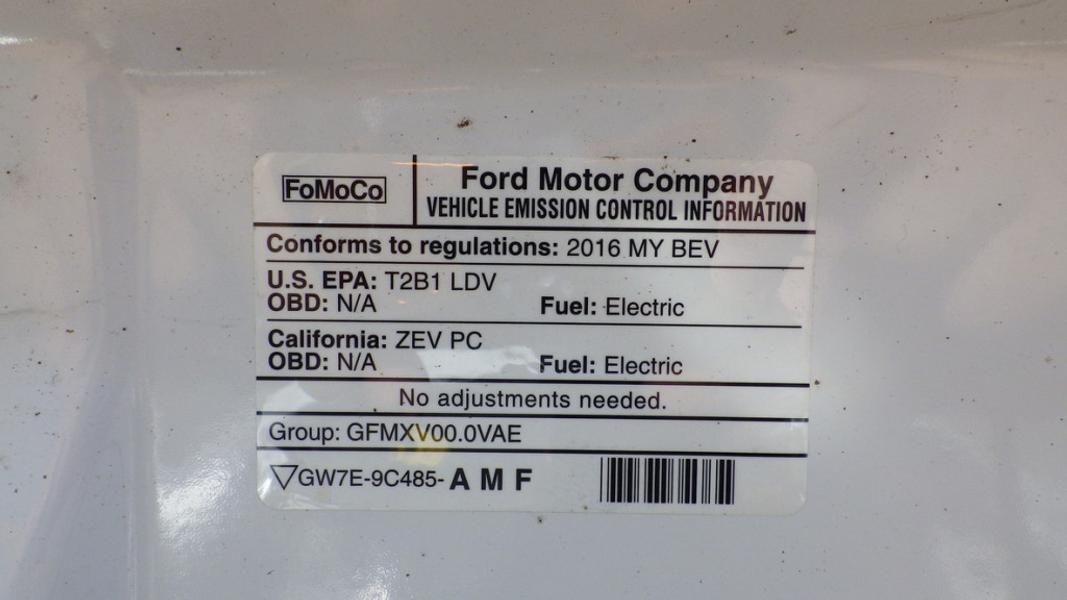 FoMoCo
Ford Motor Company
VEHICLE EMISSION CONTROL INFORMATION
Conforms to regulations: 2016 MY BEV
U.S. EPA: T2B1 LDV
OBD: N/A Fuel: Electric
California: ZEV PC
OBD: N/A Fuel: Electric
No adjustments needed.
Group: GFMXV00.0VAE
▽GW7E-9C485- A M F